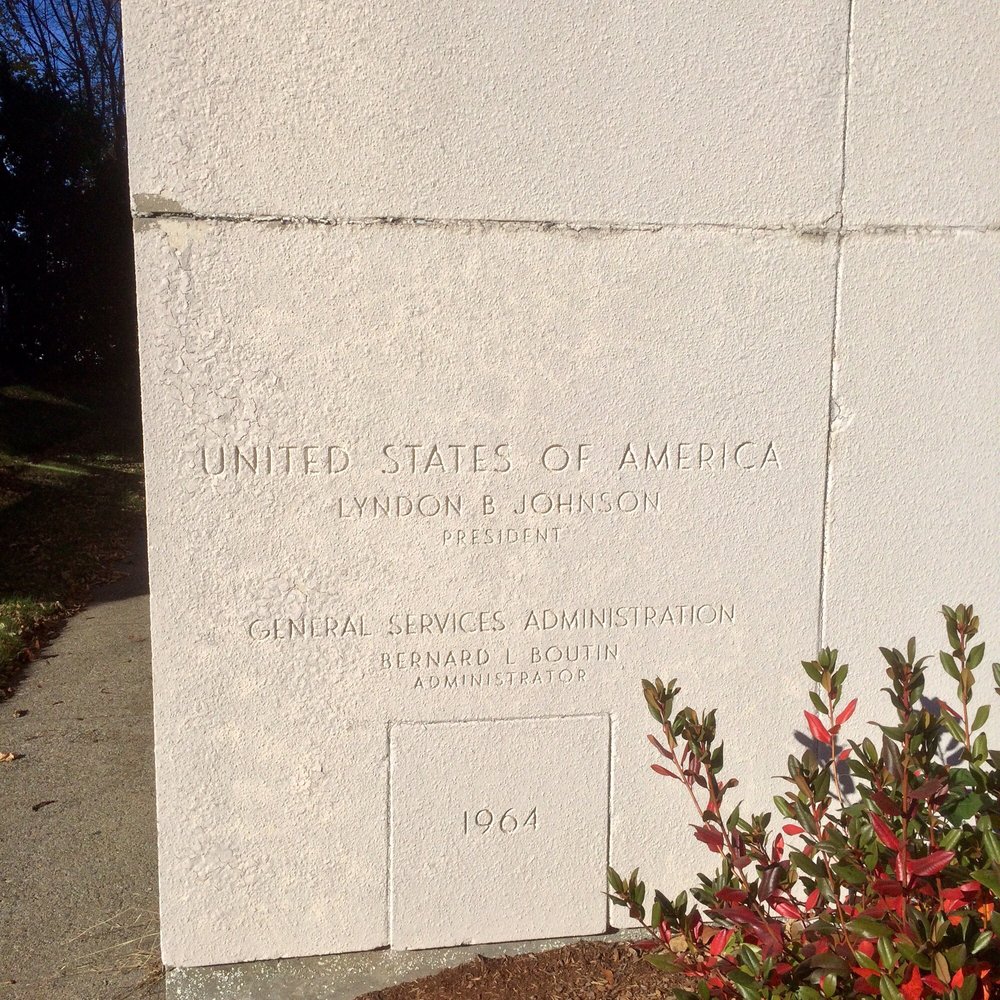 UNITED STATES OF AMERICA
LYNDON B JOHNSON
PRESIDENT
GENERAL SERVICES ADMINISTRATION
BERNARD L BOUTIN
ADMINISTRATOR
1964